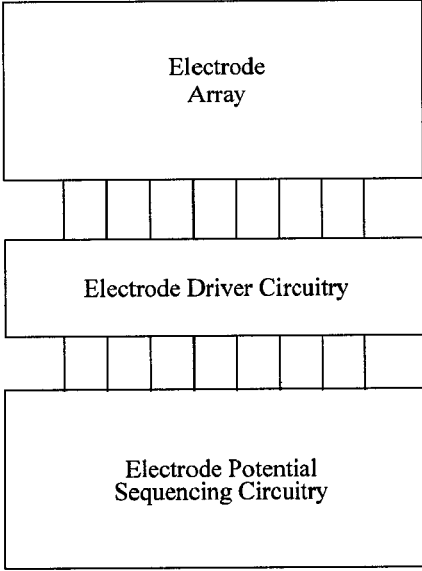 Electrode
Array
Electrode Driver Circuitry
Electrode Potential
Sequencing Circuitry